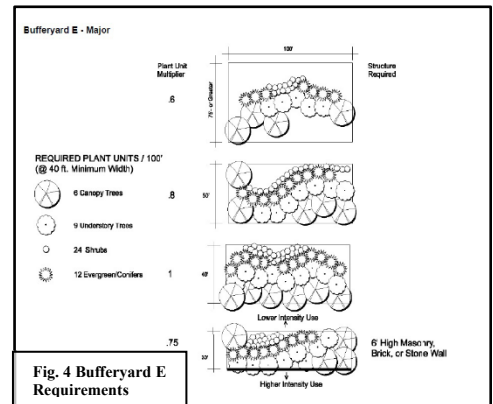 Bufferyard E - Major
100'
Plant Unit
Multiplier
Structure
Required
.6
75' or Greater
REQUIRED PLANT UNITS / 100'
(@ 40 ft. Minimum Width)
6 Canopy Trees
.8
50'
9 Understory Trees
24 Shrubs
12 Evergreen/Conifers
1
40'
Lower Intensity Use
.75
6' High Masonry,
Brick, or Stone Wall
Higher Intensity Use
Fig. 4 Bufferyard E
Requirements